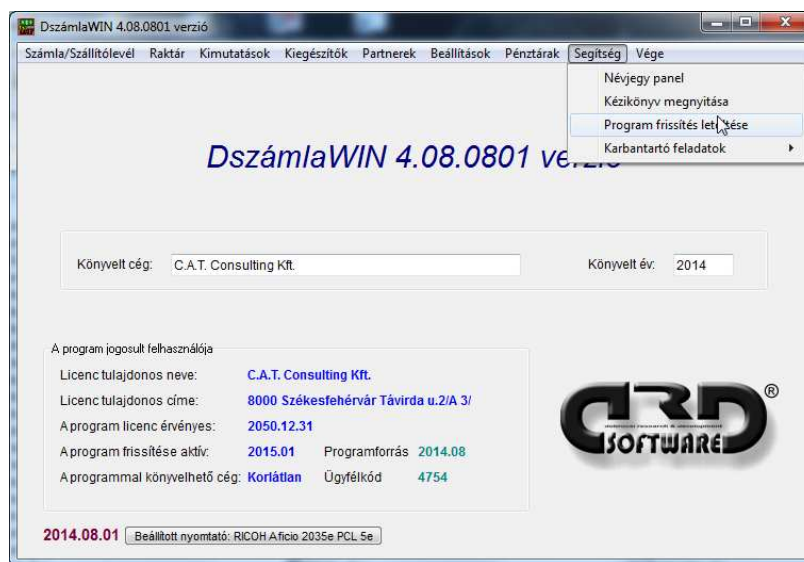 DszámlaWIN 4.08.0801 verzió
Számla/Szállítólevél Raktár Kimutatások Kiegészítők Partnerek Beállítások Pénztárak Segítség Vége
Névjegy panel
Kézikönyv megnyitása
Program frissítés letöltése
Karbantartó feladatok
DszámlaWIN 4.08.0801 verzió
Könyvelt cég: C.A.T. Consulting Kft. Könyvelt év: 2014
A program jogosult felhasználója
Licenc tulajdonos neve: C.A.T. Consulting Kft.
Licenc tulajdonos címe: 8000 Székesfehérvár Távirda u.2/A 3/
A program licenc érvényes: 2050.12.31
A program frissítése aktív: 2015.01 Programforrás 2014.08
A programmal könyvelhető cég: Korlátlan Ügyfélkód 4754
DRD ®
SOFTWARE
2014.08.01 Beállított nyomtató: RICOH Aficio 2035e PCL 5e